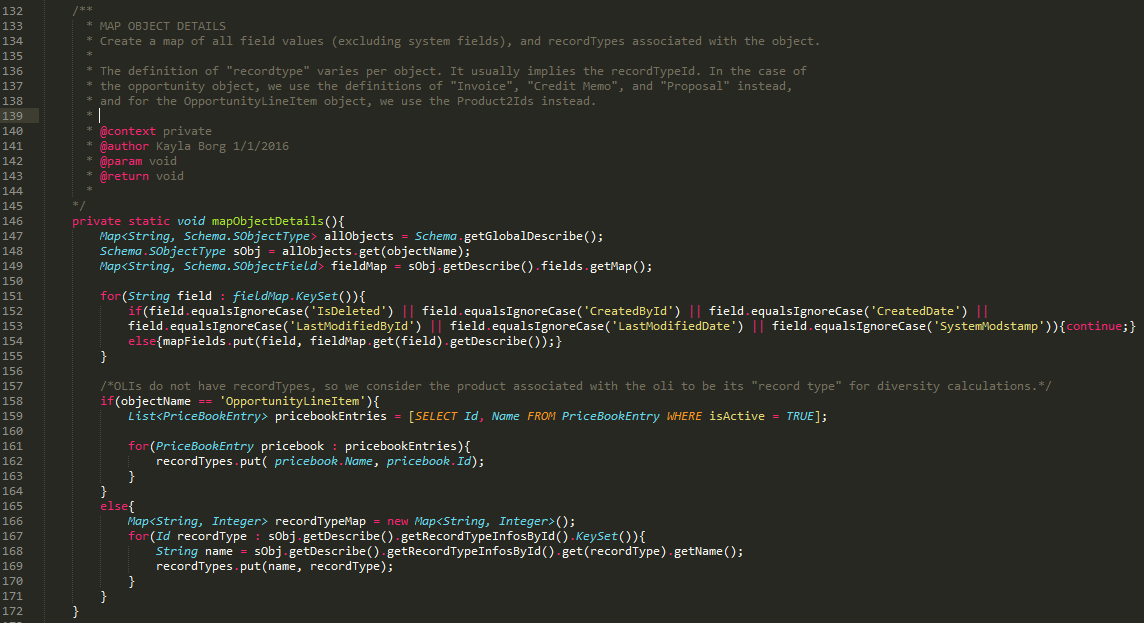 132 /**
133 * MAP OBJECT DETAILS
134 * Create a map of all field values (excluding system fields), and recordTypes associated with the object.
135 *
136 * The definition of "recordtype" varies per object. It usually implies the recordTypeId. In the case of
137 * the opportunity object, we use the definitions of "Invoice", "Credit Memo", and "Proposal" instead,
138 * and for the OpportunityLineItem object, we use the Product2Ids instead.
139 *
140 * @context private
141 * @author Kayla Borg 1/1/2016
142 * @param void
143 * @return void
144 *
145 */
146 private static void mapObjectDetails(){
147 Map<String, Schema.SObjectType> allObjects = Schema.getGlobalDescribe();
148 Schema.SObjectType sObj = allObjects.get(objectName);
149 Map<String, Schema.SObjectField> fieldMap = sObj.getDescribe().fields.getMap();
150
151 for(String field : fieldMap.KeySet()){
152 if(field.equalsIgnoreCase('IsDeleted') || field.equalsIgnoreCase('CreatedById') || field.equalsIgnoreCase('CreatedDate') ||
153 field.equalsIgnoreCase('LastModifiedById') || field.equalsIgnoreCase('LastModifiedDate') || field.equalsIgnoreCase('SystemModstamp')){continue;}
154 else{mapFields.put(field, fieldMap.get(field).getDescribe());}
155 }
156
157 /*OLIs do not have recordTypes, so we consider the product associated with the oli to be its "record type" for diversity calculations.*/
158 if(objectName == 'OpportunityLineItem'){
159 List<PriceBookEntry> pricebookEntries = [SELECT Id, Name FROM PriceBookEntry WHERE isActive = TRUE];
160
161 for(PriceBookEntry pricebook : pricebookEntries){
162 recordTypes.put( pricebook.Name, pricebook.Id);
163 }
164 }
165 else{
166 Map<String, Integer> recordTypeMap = new Map<String, Integer>();
167 for(Id recordType : sObj.getDescribe().getRecordTypeInfosById().KeySet()){
168 String name = sObj.getDescribe().getRecordTypeInfosById().get(recordType).getName();
169 recordTypes.put(name, recordType);
170 }
171 }
172 }